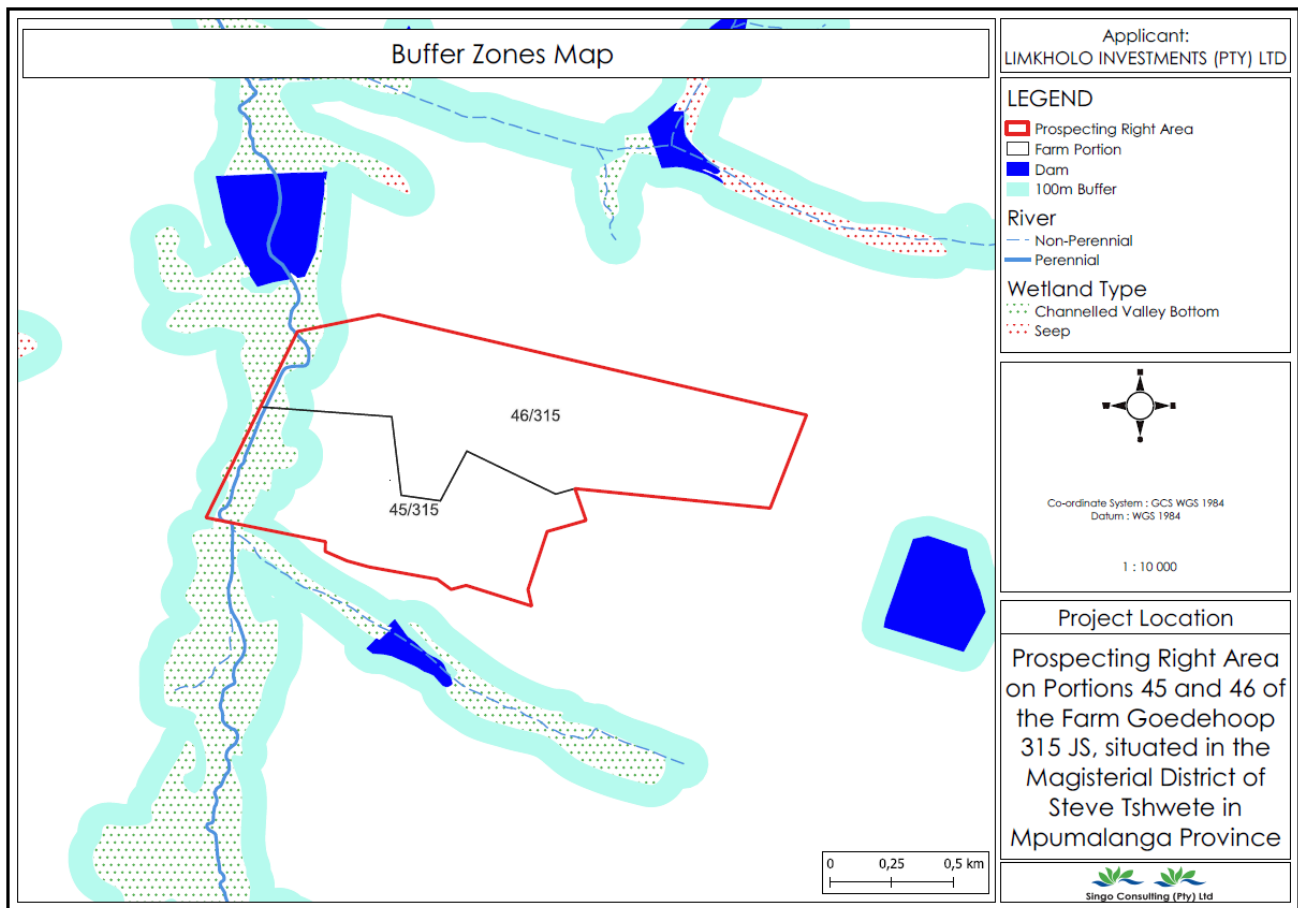 Buffer Zones Map
46/315
45/315
0 0,25 0,5 km
Applicant:
LIMKHOLO INVESTMENTS (PTY) LTD
LEGEND
Prospecting Right Area
Farm Portion
Dam
100m Buffer
River
Non-Perennial
Perennial
Wetland Type
Channelled Valley Bottom
Seep
Co-ordinate System : GCS WGS 1984
Datum : WGS 1984
1 : 10 000
Project Location
Prospecting Right Area
on Portions 45 and 46 of
the Farm Goedehoop
315 JS, situated in the
Magisterial District of
Steve Tshwete in
Mpumalanga Province
Singo Consulting (Pty) Ltd